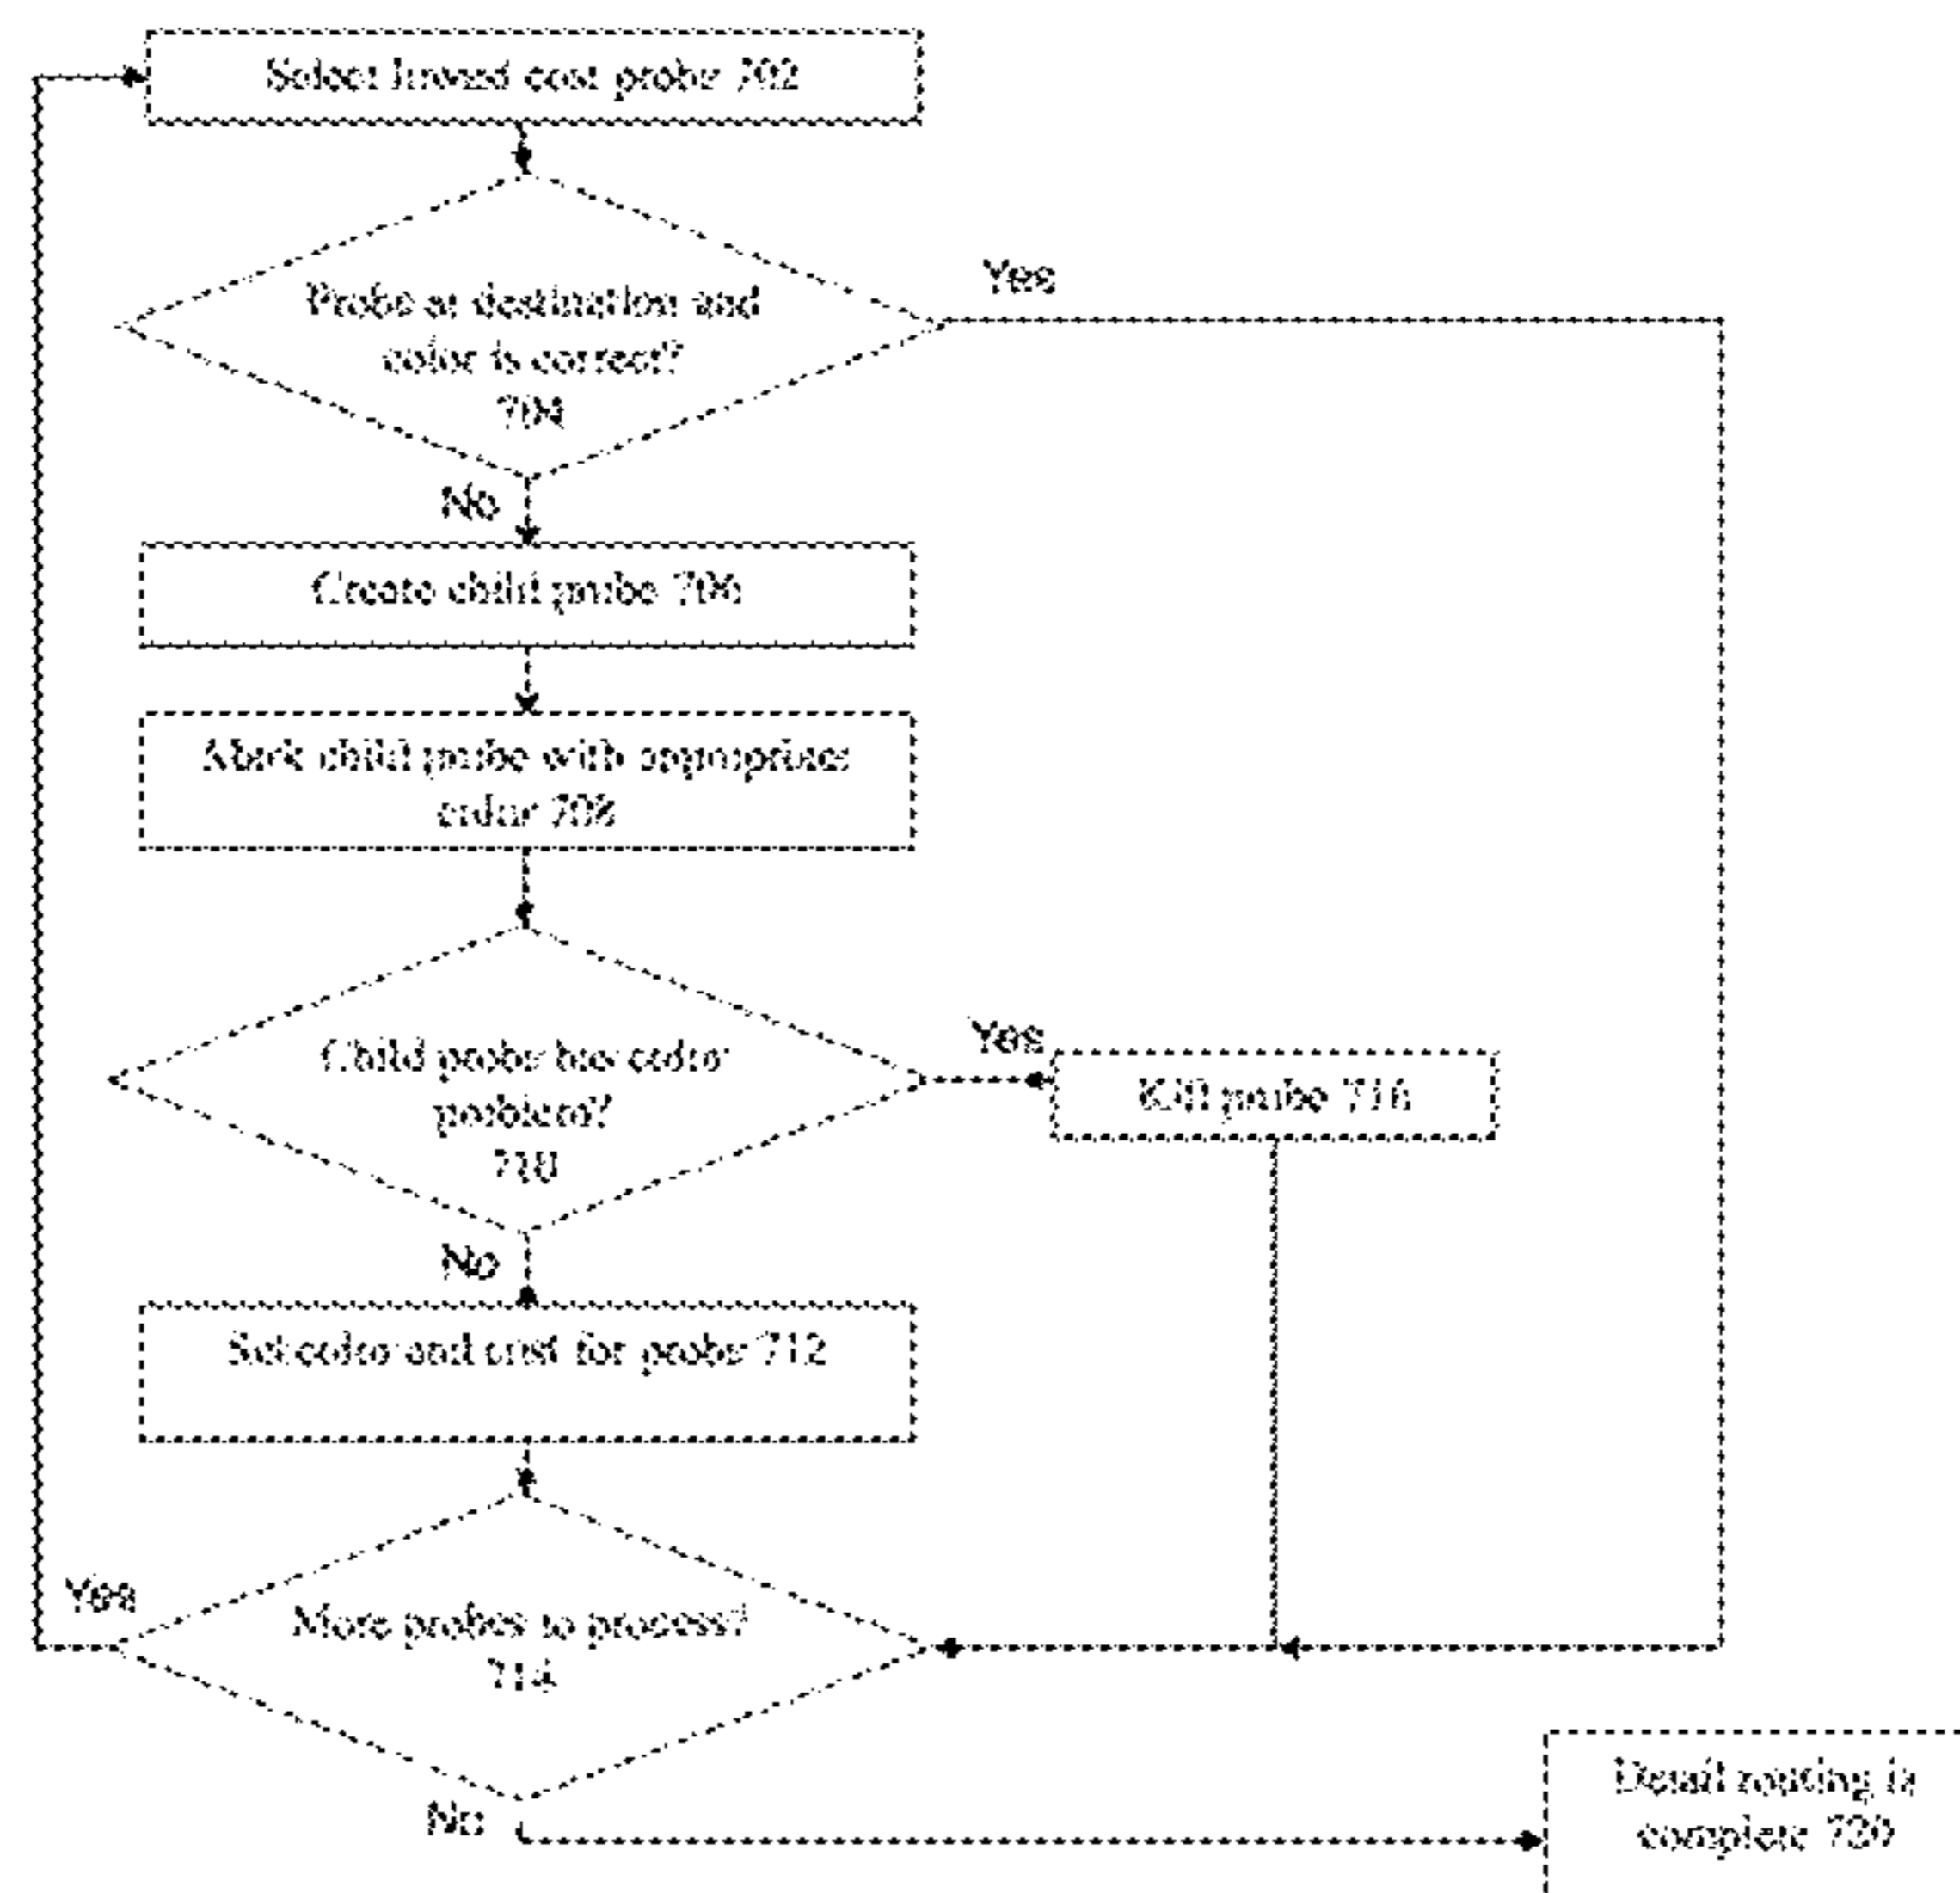 Select lowest cost probe 702
Probe at destination and
color is correct?
704
Yes
No
Create child probe 706
Mark child probe with appropriate
color 708
Child probe has color
problem?
710
Yes
Kill probe 716
No
Set color and cost for probe 712
Yes
More probes to process?
714
No
Detail routing is
complete 720